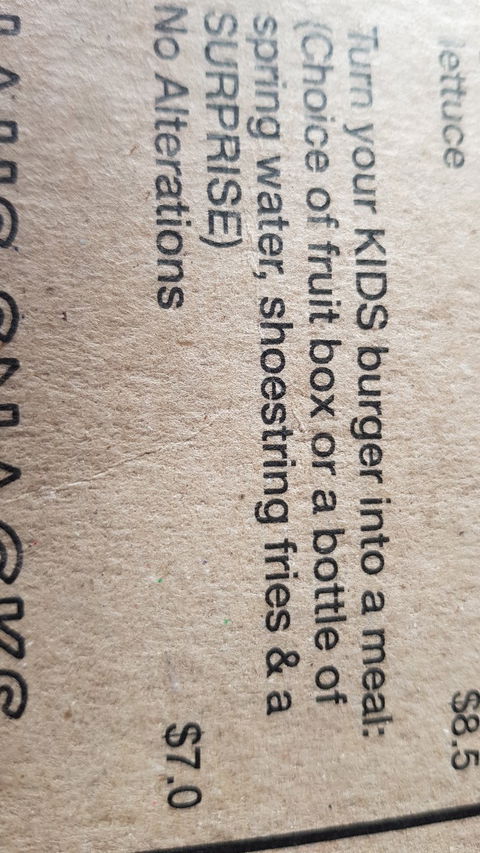 lettuce $8.5
Turn your KIDS burger into a meal:
(Choice of fruit box or a bottle of
spring water, shoestring fries & a
SURPRISE)
No Alterations $7.0
SNACKS